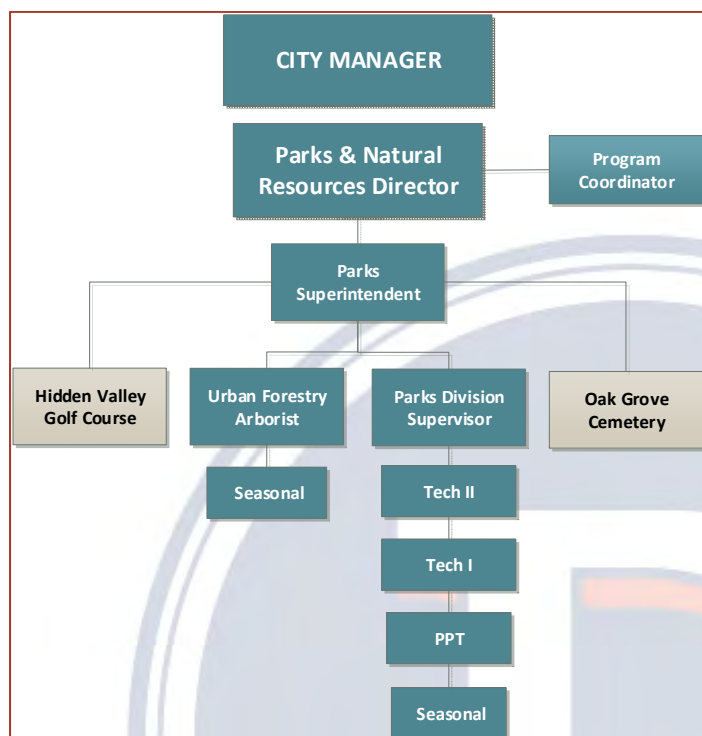 CITY MANAGER
Parks & Natural
Resources Director
Program
Coordinator
Parks
Superintendent
Hidden Valley
Golf Course
Urban Forestry
Arborist
Parks Division
Supervisor
Oak Grove
Cemetery
Seasonal
Tech II
Tech I
PPT
Seasonal